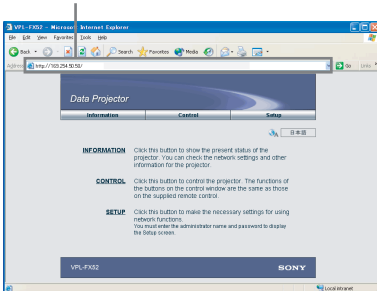 VPL-FX52 - Microsoft Internet Explorer
File Edit View Favorites Tools Help
Back Search Favorites Media
Address http://169.254.50.50/ Go Links
Data Projector
Information Control Setup
日本語
INFORMATION Click this button to show the present status of the
projector. You can check the network settings and other
information for the projector.
CONTROL Click this button to control the projector. The functions of
the buttons on the control window are the same as those
on the supplied remote control.
SETUP Click this button to make the necessary settings for using
network functions.
You must enter the administrator name and password to display
the Setup screen.
VPL-FX52 SONY
Local intranet